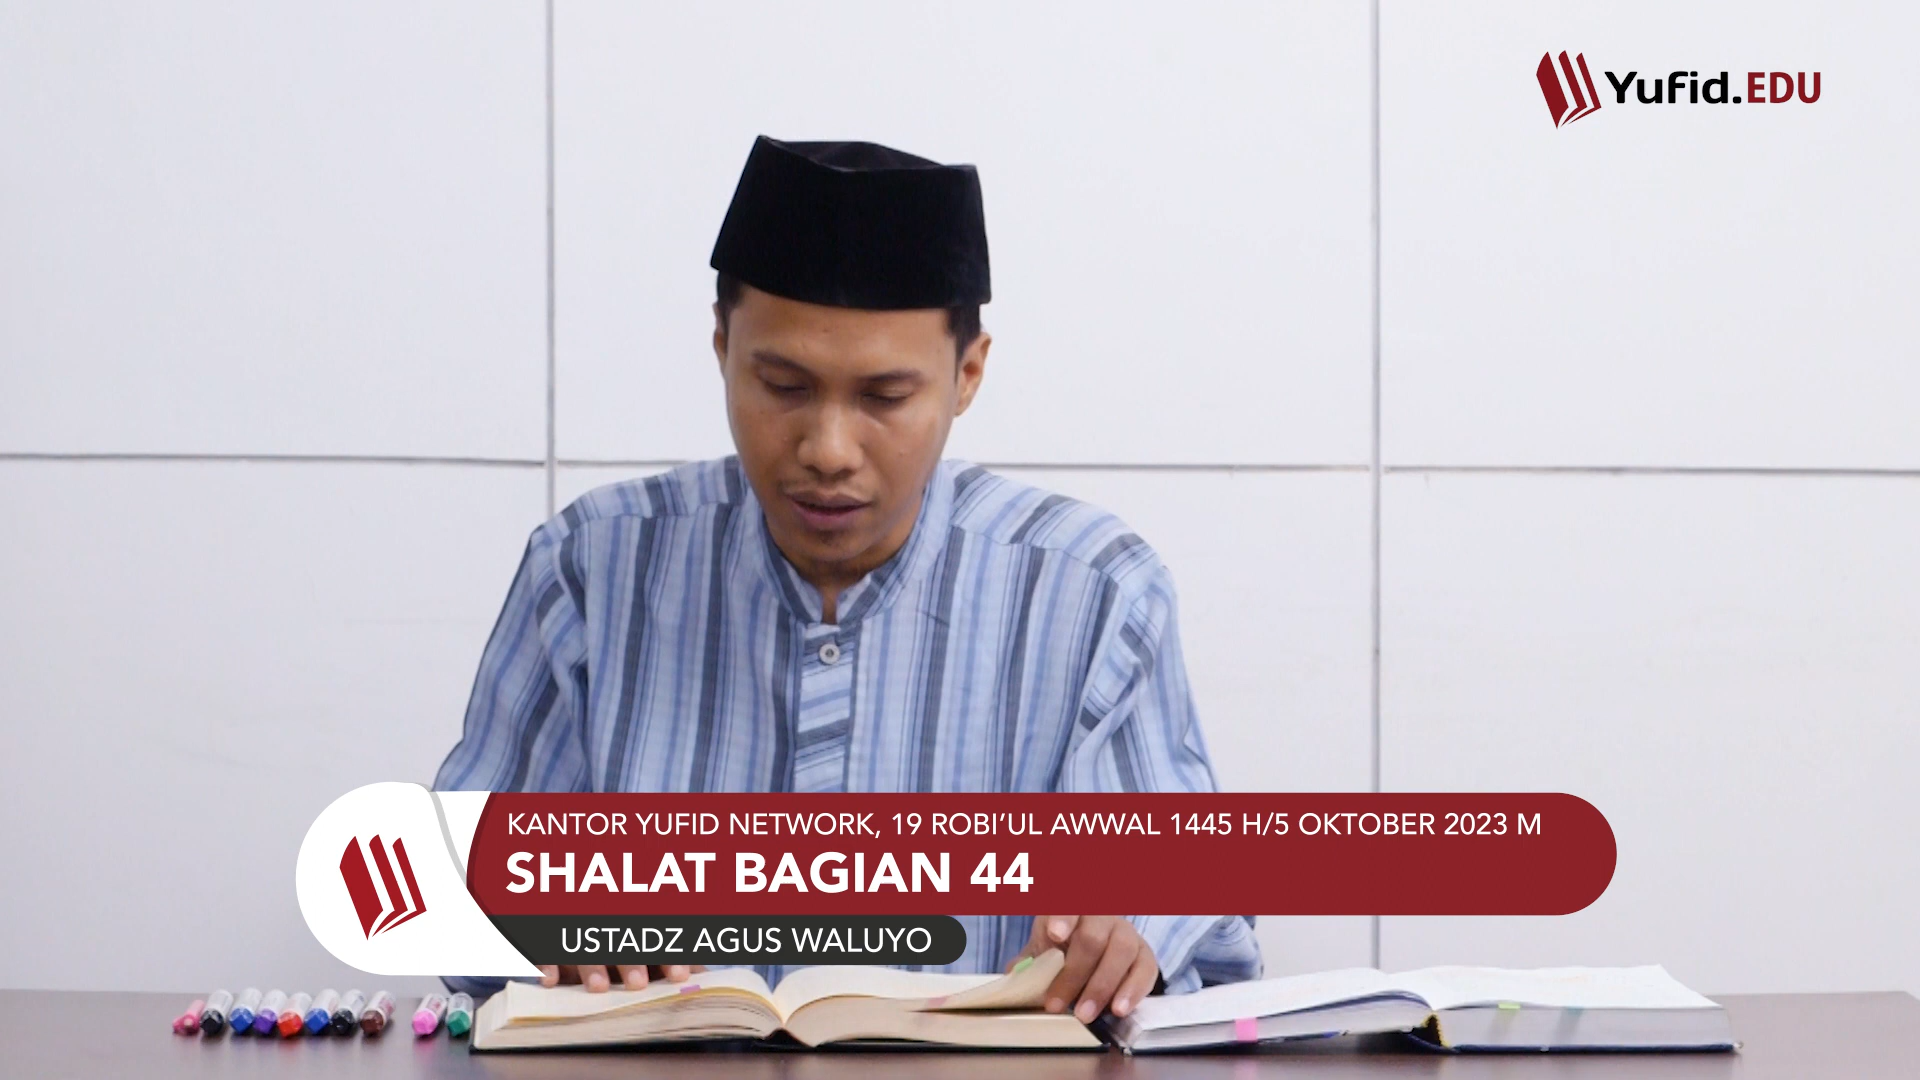 Yufid.EDU
KANTOR YUFID NETWORK, 19 ROBI’UL AWWAL 1445 H/5 OKTOBER 2023 M
SHALAT BAGIAN 44
USTADZ AGUS WALUYO